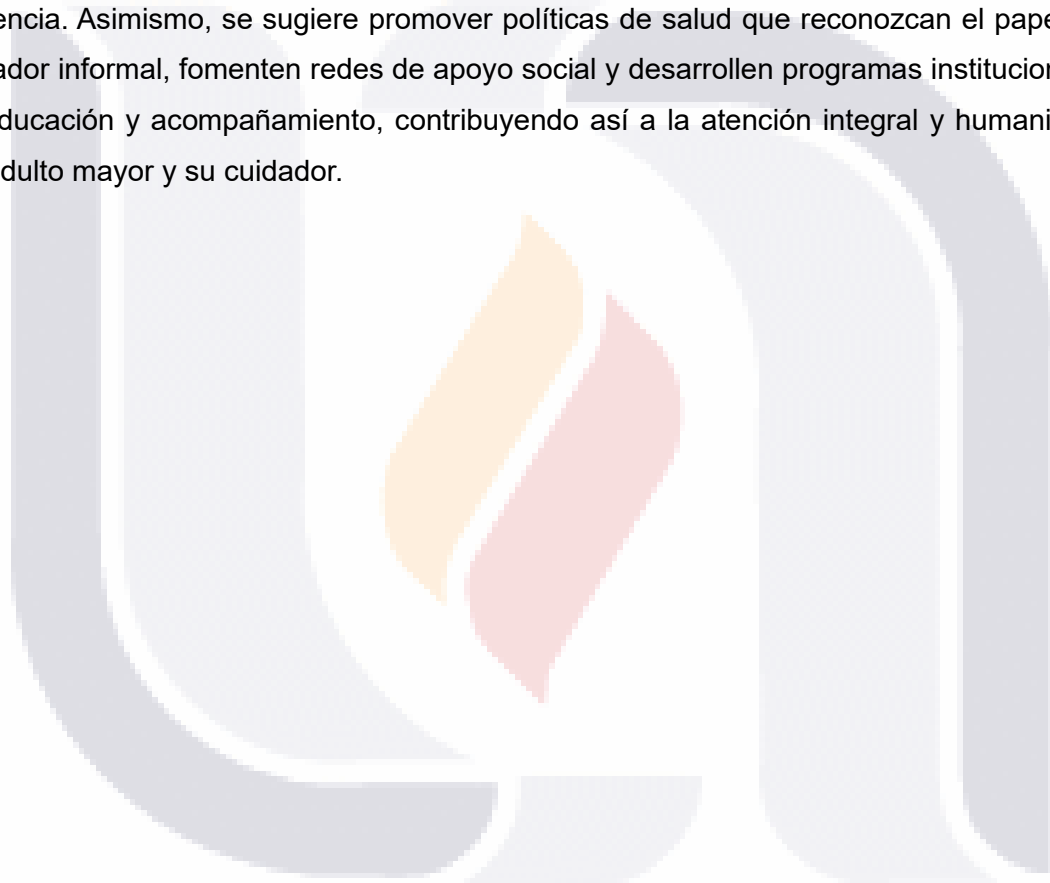 encia. Asimismo, se sugiere promover políticas de salud que reconozcan el pape
ador informal, fomenten redes de apoyo social y desarrollen programas institucion
ducación y acompañamiento, contribuyendo así a la atención integral y humani
dulto mayor y su cuidador.